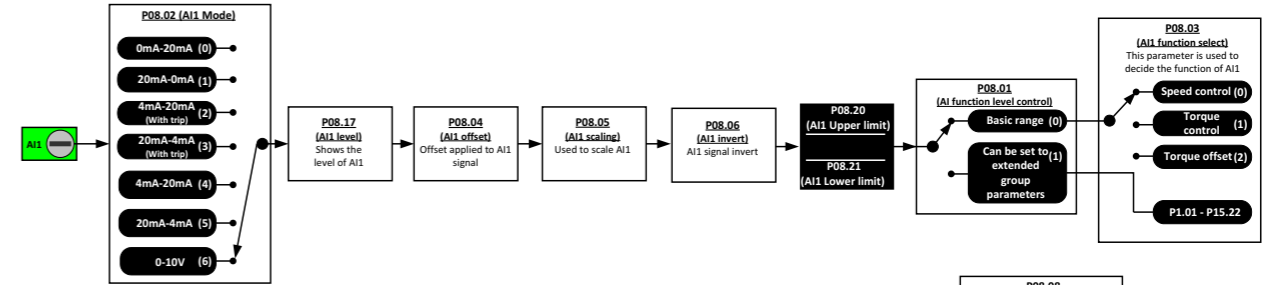 AI1
P08.02 (AI1 Mode)
0mA-20mA (0)
20mA-0mA (1)
4mA-20mA (2)
(With trip)
20mA-4mA (3)
(With trip)
4mA-20mA (4)
20mA-4mA (5)
0-10V (6)
P08.17
(AI1 level)
Shows the
level of AI1
P08.04
(AI1 offset)
Offset applied to AI1
signal
P08.05
(AI1 scaling)
Used to scale AI1
P08.06
(AI1 invert)
AI1 signal invert
P08.20
(AI1 Upper limit)
P08.21
(AI1 Lower limit)
P08.01
(AI function level control)
Basic range (0)
Can be set to (1)
extended
group
parameters
P08.03
(AI1 function select)
This parameter is used to
decide the function of AI1
Speed control (0)
Torque
control (1)
Torque offset (2)
P1.01 - P15.22